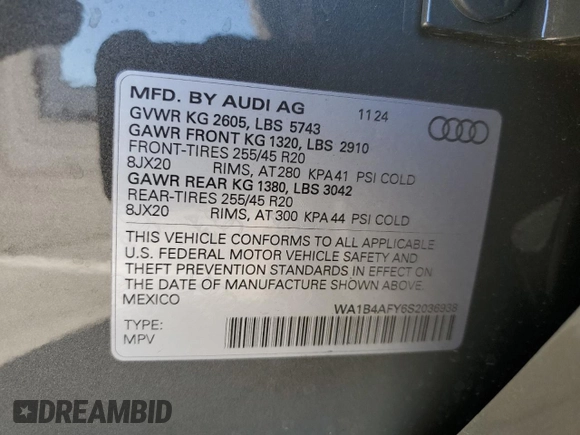 MFD. BY AUDI AG 11 24
GVWR KG 2605, LBS 5743
GAWR FRONT KG 1320, LBS 2910
FRONT-TIRES 255/45 R20
8JX20 RIMS, AT 280 KPA 41 PSI COLD
GAWR REAR KG 1380, LBS 3042
REAR-TIRES 255/45 R20
8JX20 RIMS, AT 300 KPA 44 PSI COLD
THIS VEHICLE CONFORMS TO ALL APPLICABLE
U.S. FEDERAL MOTOR VEHICLE SAFETY AND
THEFT PREVENTION STANDARDS IN EFFECT ON
THE DATE OF MANUFACTURE SHOWN ABOVE.
MEXICO
WA1B4AFY6S2036938
TYPE:
MPV
DREAMBID